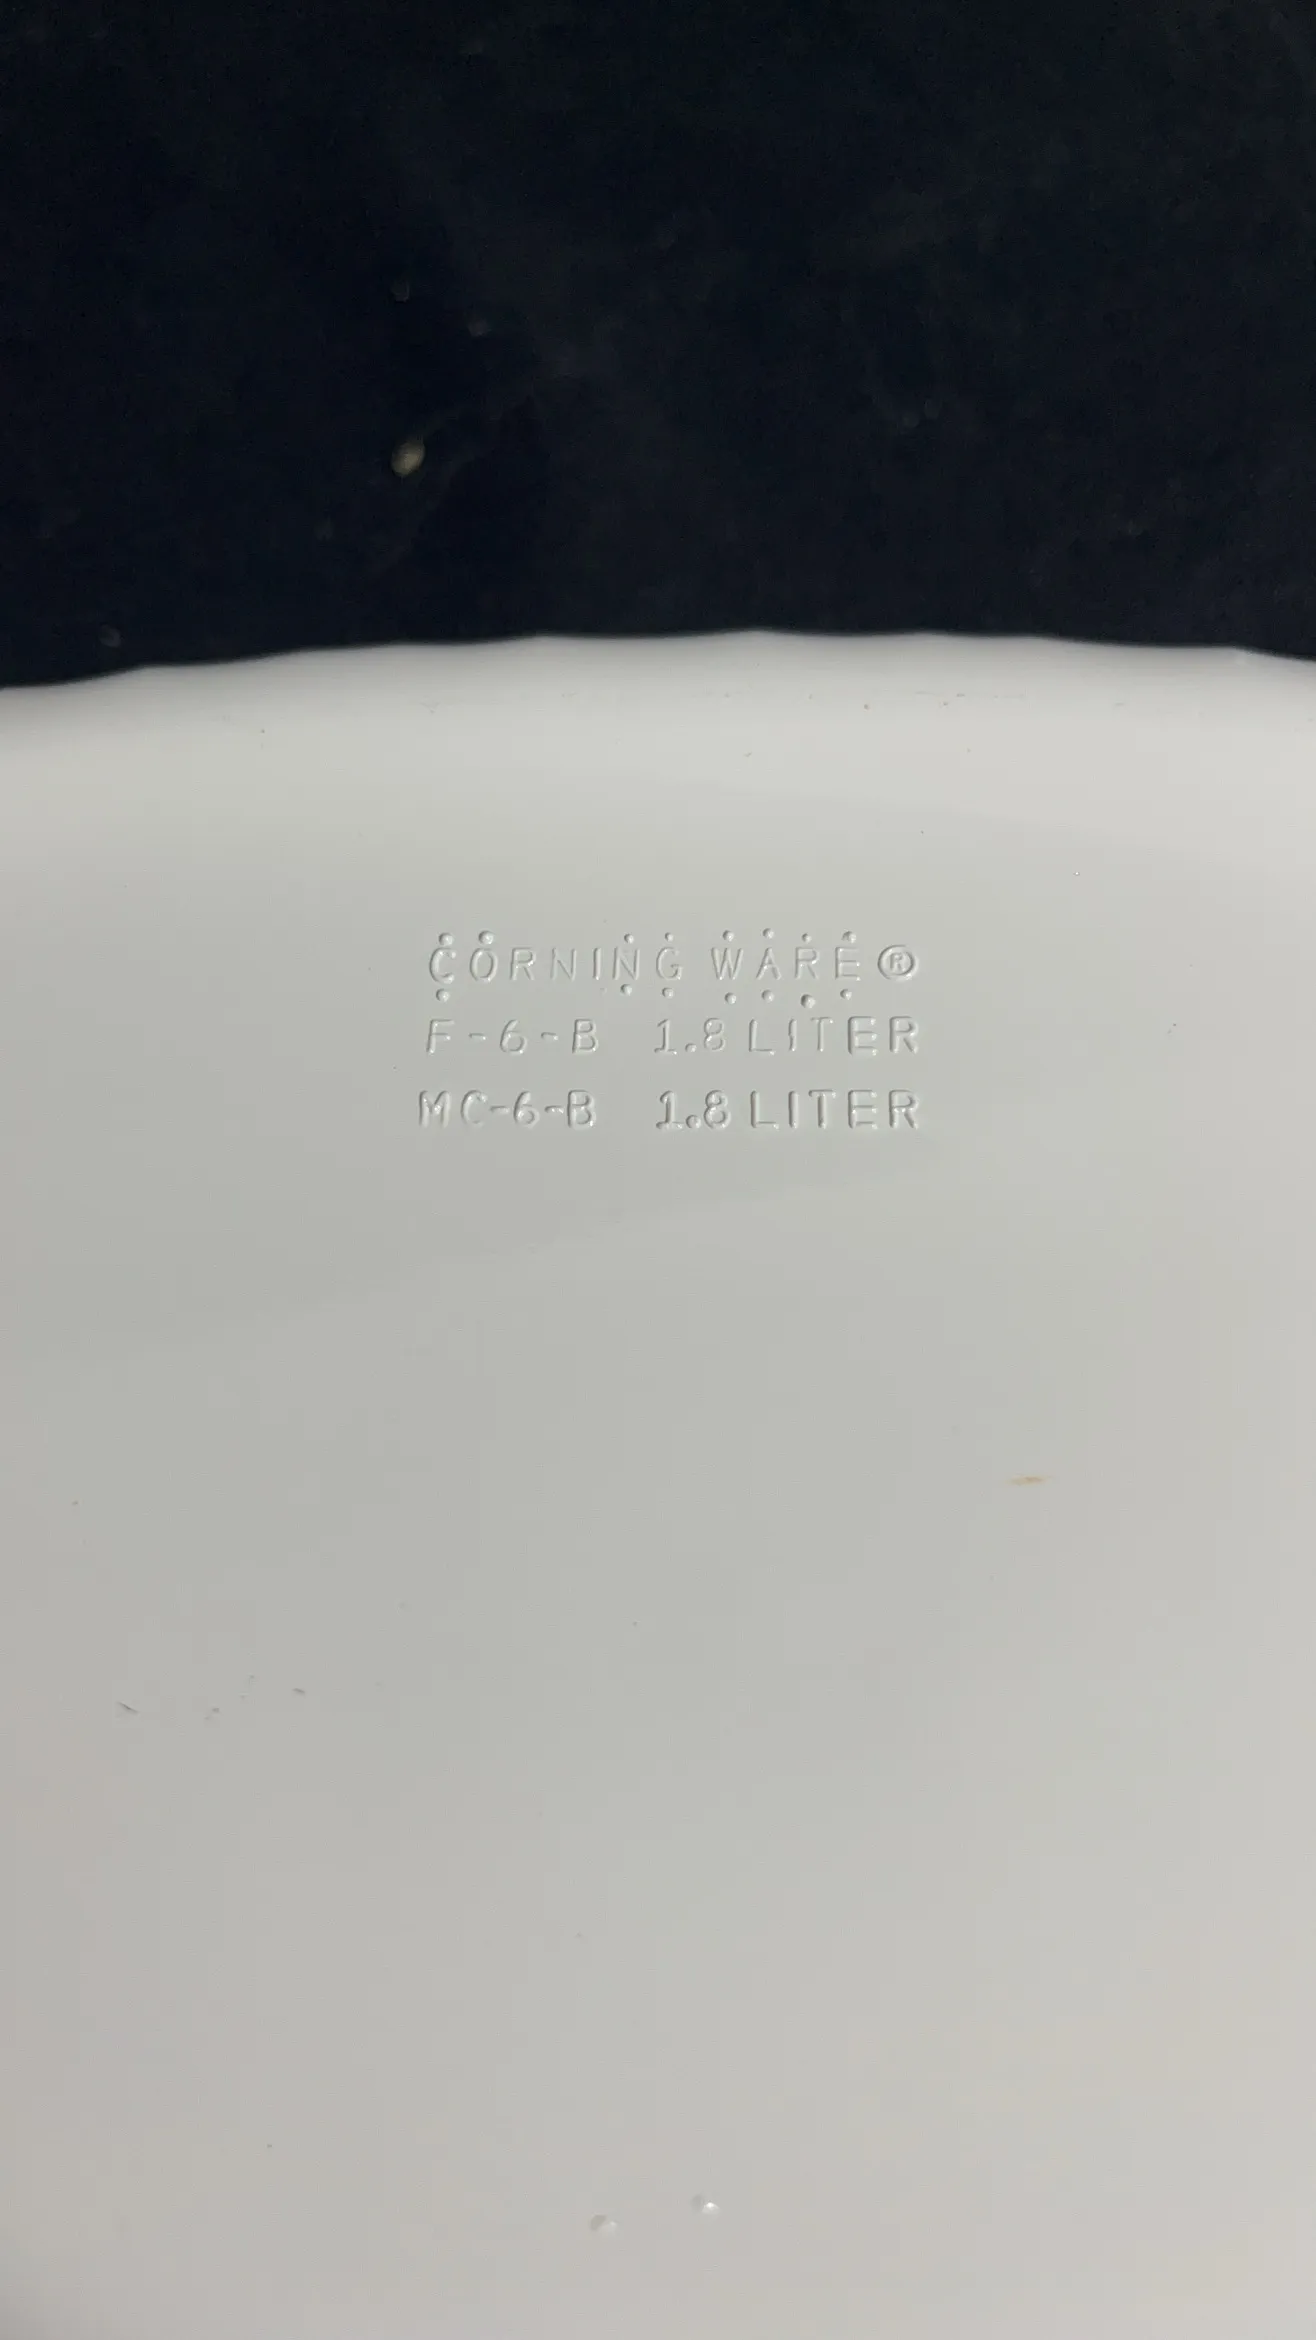 CORNING WARE®
F-6-B 1.8 LITER
MC-6-B 1.8 LITER